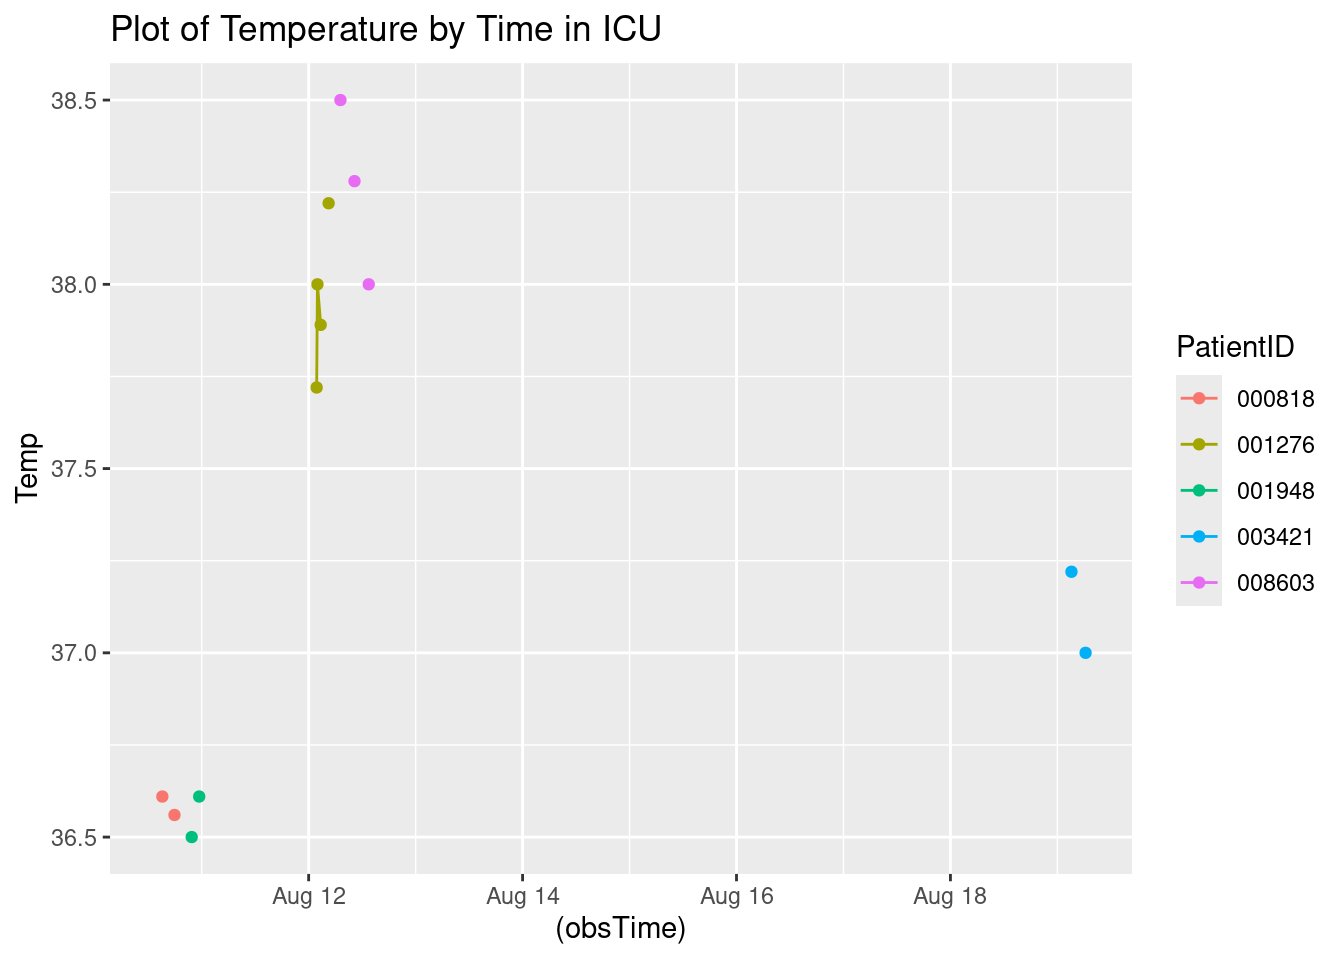 Plot of Temperature by Time in ICU
38.5
38.0
37.5
37.0
36.5
Temp
Aug 12 Aug 14 Aug 16 Aug 18
(obsTime)
PatientID
000818
001276
001948
003421
008603